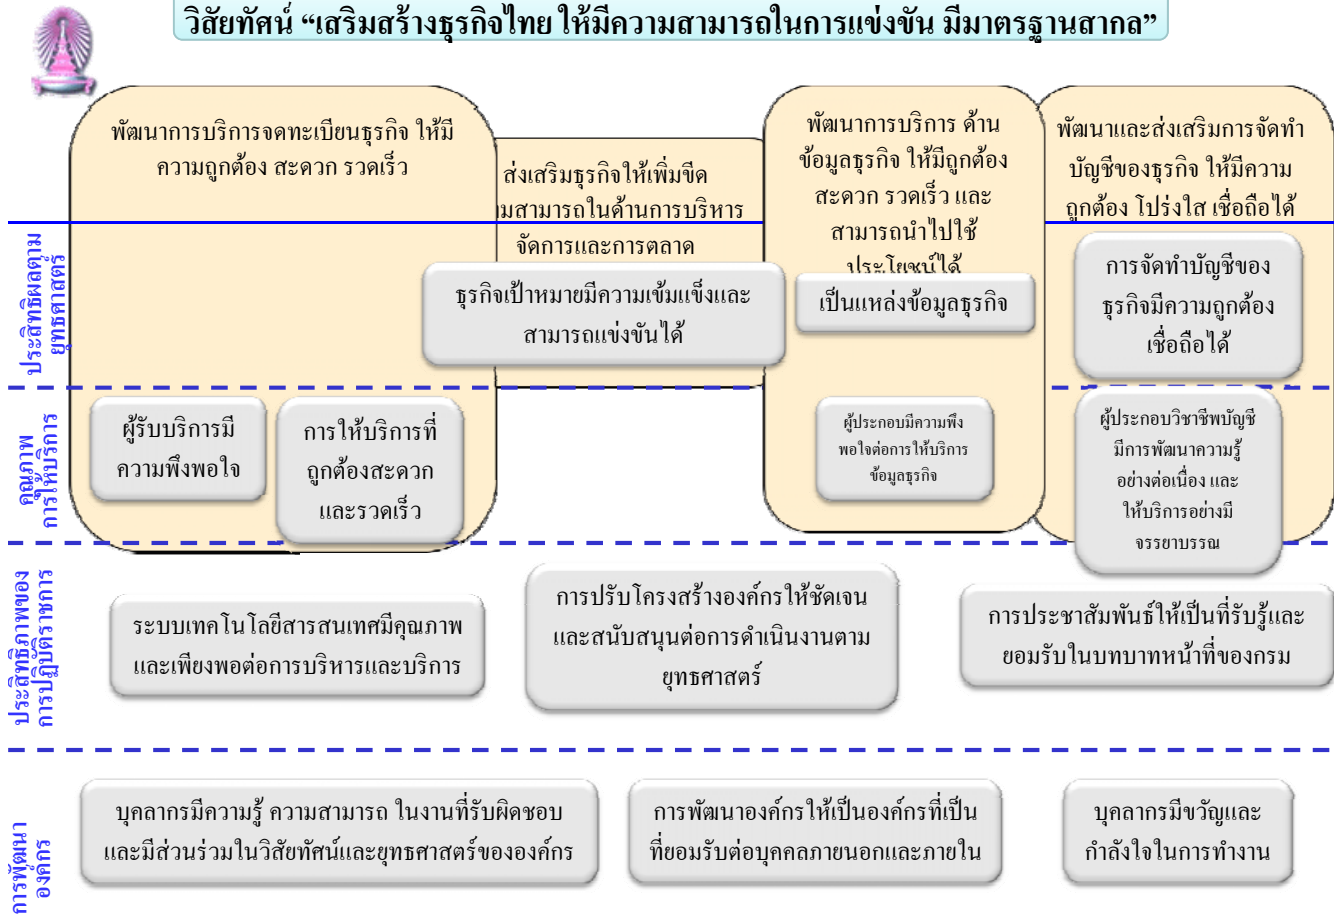 วิสัยทัศน์ “เสริมสร้างธุรกิจไทย ให้มีความสามารถในการแข่งขัน มีมาตรฐานสากล”
พัฒนาการบริการจดทะเบียนธุรกิจ ให้มี
ความถูกต้อง สะดวก รวดเร็ว
ส่งเสริมธุรกิจให้เพิ่มขีด
มสามารถในด้านการบริหาร
จัดการและการตลาด
พัฒนาการบริการ ด้าน
ข้อมูลธุรกิจ ให้มีถูกต้อง
สะดวก รวดเร็ว และ
สามารถนำไปใช้
ประโยชน์ได้
พัฒนาและส่งเสริมการจัดทำ
บัญชีของธุรกิจ ให้มีความ
ถูกต้อง โปร่งใส เชื่อถือได้
ประสิทธิผลตาม
ยุทธศาสตร์
ธุรกิจเป้าหมายมีความเข้มแข็งและ
สามารถแข่งขันได้
เป็นแหล่งข้อมูลธุรกิจ
การจัดทำบัญชีของ
ธุรกิจมีความถูกต้อง
เชื่อถือได้
คุณภาพ
การให้บริการ
ผู้รับบริการมี
ความพึงพอใจ
การให้บริการที่
ถูกต้องสะดวก
และรวดเร็ว
ผู้ประกอบมีความพึง
พอใจต่อการให้บริการ
ข้อมูลธุรกิจ
ผู้ประกอบวิชาชีพบัญชี
มีการพัฒนาความรู้
อย่างต่อเนื่อง และ
ให้บริการอย่างมี
จรรยาบรรณ
ประสิทธิภาพของ
การปฏิบัติราชการ
ระบบเทคโนโลยีสารสนเทศมีคุณภาพ
และเพียงพอต่อการบริหารและบริการ
การปรับโครงสร้างองค์กรให้ชัดเจน
และสนับสนุนต่อการดำเนินงานตาม
ยุทธศาสตร์
การประชาสัมพันธ์ให้เป็นที่รับรู้และ
ยอมรับในบทบาทหน้าที่ของกรม
การพัฒนา
องค์กร
บุคลากรมีความรู้ ความสามารถ ในงานที่รับผิดชอบ
และมีส่วนร่วมในวิสัยทัศน์และยุทธศาสตร์ขององค์กร
การพัฒนาองค์กรให้เป็นองค์กรที่เป็น
ที่ยอมรับต่อบุคคลภายนอกและภายใน
บุคลากรมีขวัญและ
กำลังใจในการทำงาน